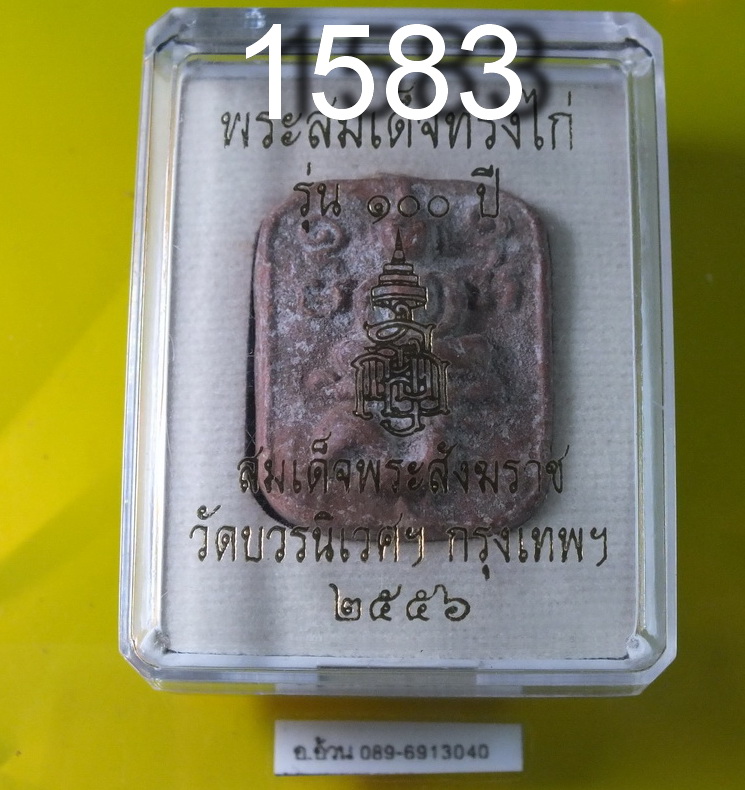 1583
พระสมเด็จทรงไก่
รุ่น ๑๐๐ ปี
สมเด็จพระสังฆราช
วัดบวรนิเวศฯ กรุงเทพฯ
๒๕๕๖
อ.อ้วน 089-6913040